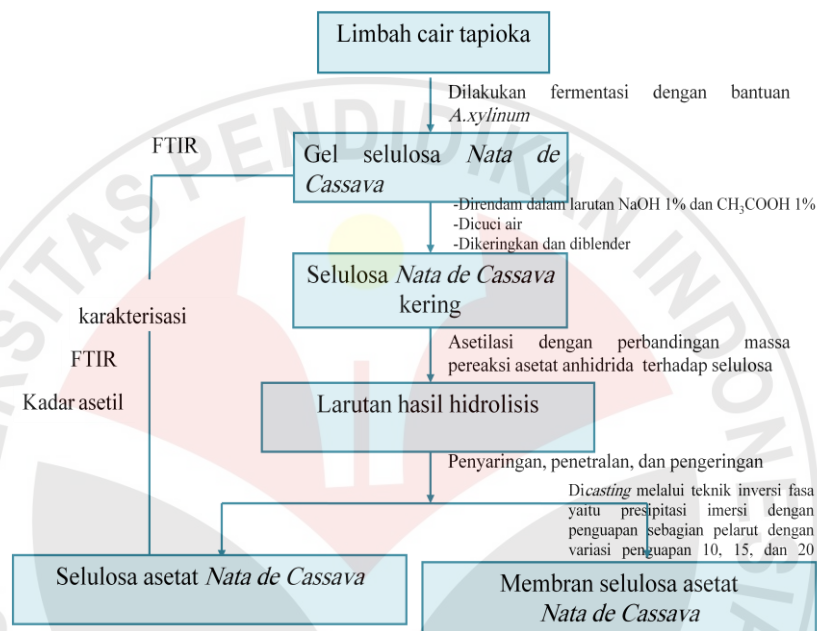 Limbah cair tapioka
Dilakukan fermentasi dengan bantuan
A.xylinum
FTIR
Gel selulosa Nata de
Cassava
-Direndam dalam larutan NaOH 1% dan CH₃COOH 1%
-Dicuci air
-Dikeringkan dan diblender
Selulosa Nata de Cassava
kering
karakterisasi
FTIR
Kadar asetil
Asetilasi dengan perbandingan massa
pereaksi asetat anhidrida terhadap selulosa
Larutan hasil hidrolisis
Penyaringan, penetralan, dan pengeringan
Dicasting melalui teknik inversi fasa
yaitu presipitasi imersi dengan
penguapan sebagian pelarut dengan
variasi penguapan 10, 15, dan 20
Selulosa asetat Nata de Cassava
Membran selulosa asetat
Nata de Cassava
SITAS PENDIDIKAN INDONESIA